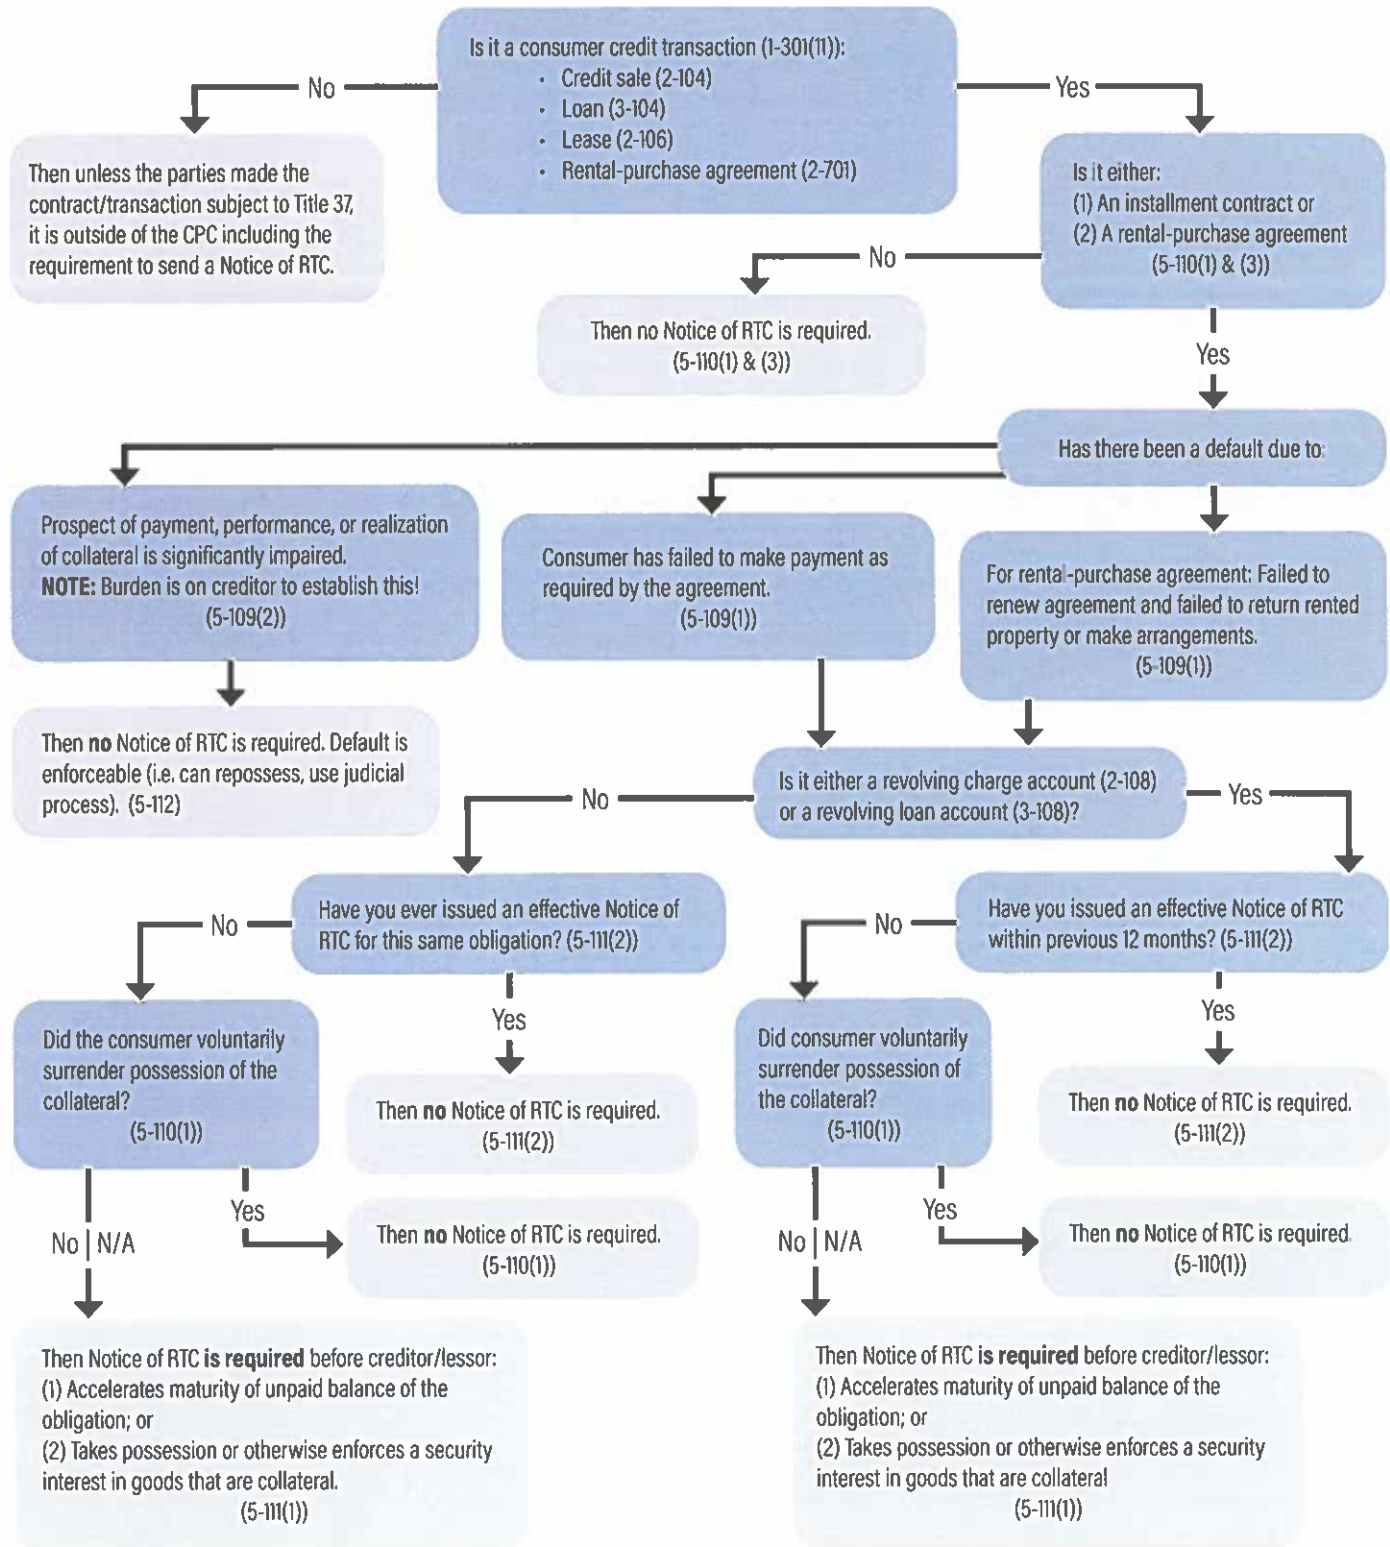 Is it a consumer credit transaction (1-301(11)):
• Credit sale (2-104)
• Loan (3-104)
• Lease (2-106)
• Rental-purchase agreement (2-701)
No
Yes
Then unless the parties made the
contract/transaction subject to Title 37,
it is outside of the CPC including the
requirement to send a Notice of RTC.
Is it either:
(1) An installment contract or
(2) A rental-purchase agreement
(5-110(1) & (3))
No
Then no Notice of RTC is required.
(5-110(1) & (3))
Yes
Has there been a default due to:
Prospect of payment, performance, or realization
of collateral is significantly impaired.
NOTE: Burden is on creditor to establish this!
(5-109(2))
Consumer has failed to make payment as
required by the agreement.
(5-109(1))
For rental-purchase agreement: Failed to
renew agreement and failed to return rented
property or make arrangements.
(5-109(1))
Then no Notice of RTC is required. Default is
enforceable (i.e. can repossess, use judicial
process). (5-112)
Is it either a revolving charge account (2-108)
or a revolving loan account (3-108)?
No
Yes
Have you ever issued an effective Notice of
RTC for this same obligation? (5-111(2))
Have you issued an effective Notice of RTC
within previous 12 months? (5-111(2))
No
No
Yes
Yes
Did the consumer voluntarily
surrender possession of the
collateral?
(5-110(1))
Then no Notice of RTC is required.
(5-111(2))
Did consumer voluntarily
surrender possession of
the collateral?
(5-110(1))
Then no Notice of RTC is required.
(5-111(2))
No | N/A
Yes
Then no Notice of RTC is required.
(5-110(1))
No | N/A
Yes
Then no Notice of RTC is required.
(5-110(1))
Then Notice of RTC is required before creditor/lessor:
(1) Accelerates maturity of unpaid balance of the
obligation; or
(2) Takes possession or otherwise enforces a security
interest in goods that are collateral.
(5-111(1))
Then Notice of RTC is required before creditor/lessor:
(1) Accelerates maturity of unpaid balance of the
obligation; or
(2) Takes possession or otherwise enforces a security
interest in goods that are collateral
(5-111(1))